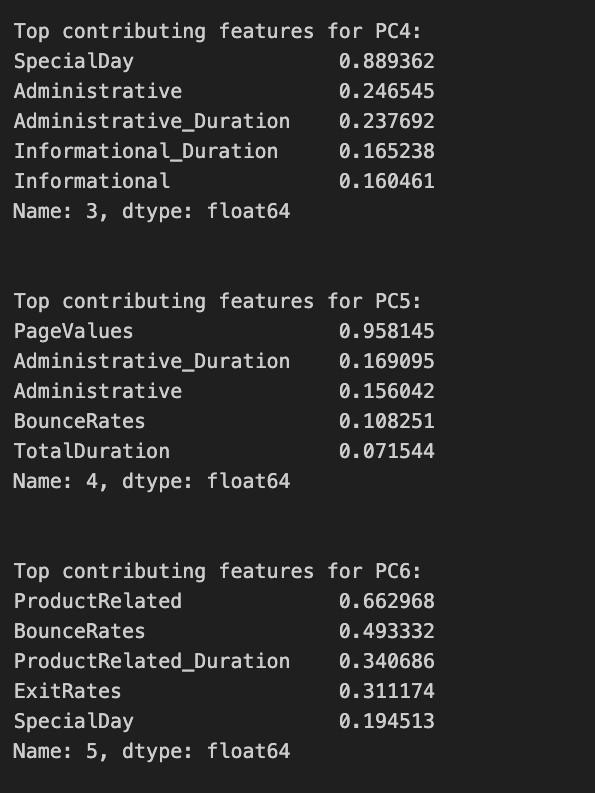 Top contributing features for PC4:
SpecialDay                 0.889362
Administrative             0.246545
Administrative_Duration    0.237692
Informational_Duration     0.165238
Informational              0.160461
Name: 3, dtype: float64
Top contributing features for PC5:
PageValues                 0.958145
Administrative_Duration    0.169095
Administrative             0.156042
BounceRates                0.108251
TotalDuration              0.071544
Name: 4, dtype: float64
Top contributing features for PC6:
ProductRelated             0.662968
BounceRates                0.493332
ProductRelated_Duration    0.340686
ExitRates                  0.311174
SpecialDay                 0.194513
Name: 5, dtype: float64